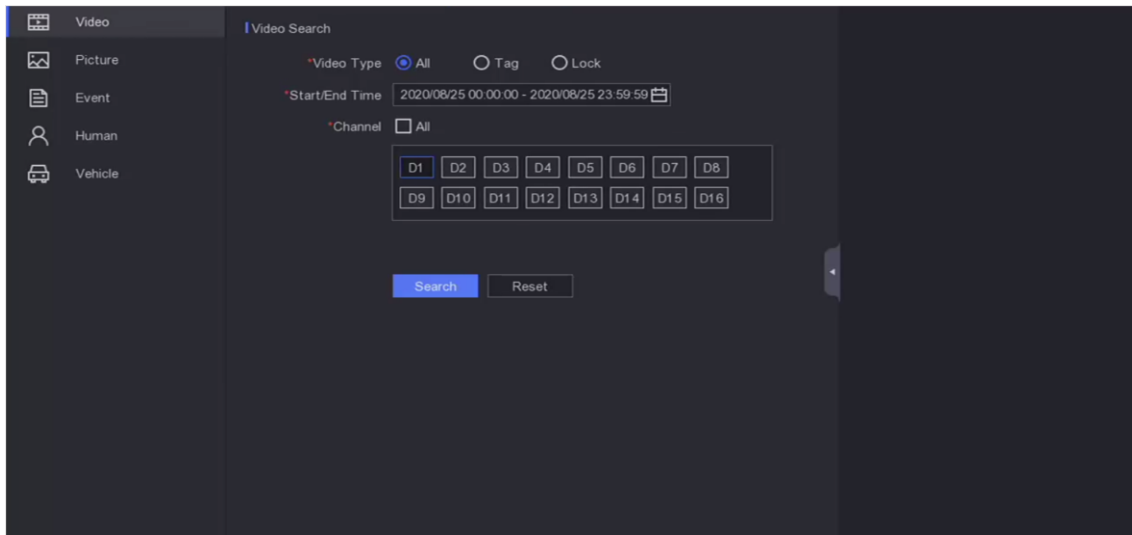 Video
Picture
Event
Human
Vehicle
Video Search
*Video Type All Tag Lock
*Start/End Time 2020/08/25 00:00:00 - 2020/08/25 23:59:59
*Channel All
D1 D2 D3 D4 D5 D6 D7 D8
D9 D10 D11 D12 D13 D14 D15 D16
Search Reset